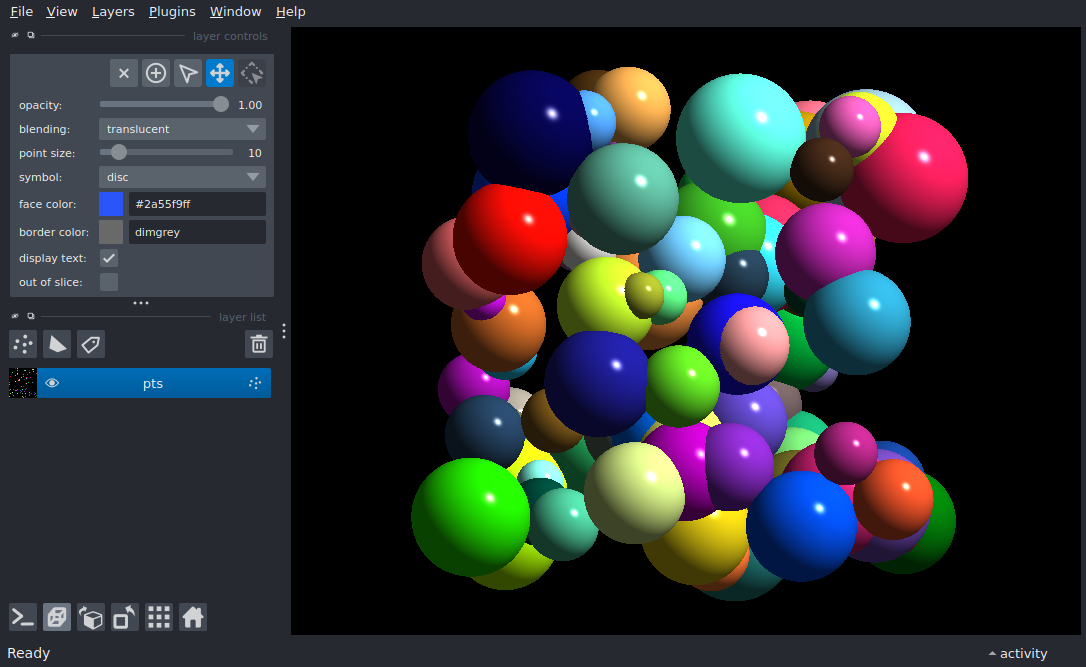 File View Layers Plugins Window Help
layer controls
opacity: 1.00
blending: translucent
point size: 10
symbol: disc
face color: #2a55f9ff
border color: dimgrey
display text:
out of slice:
layer list
pts
Ready activity